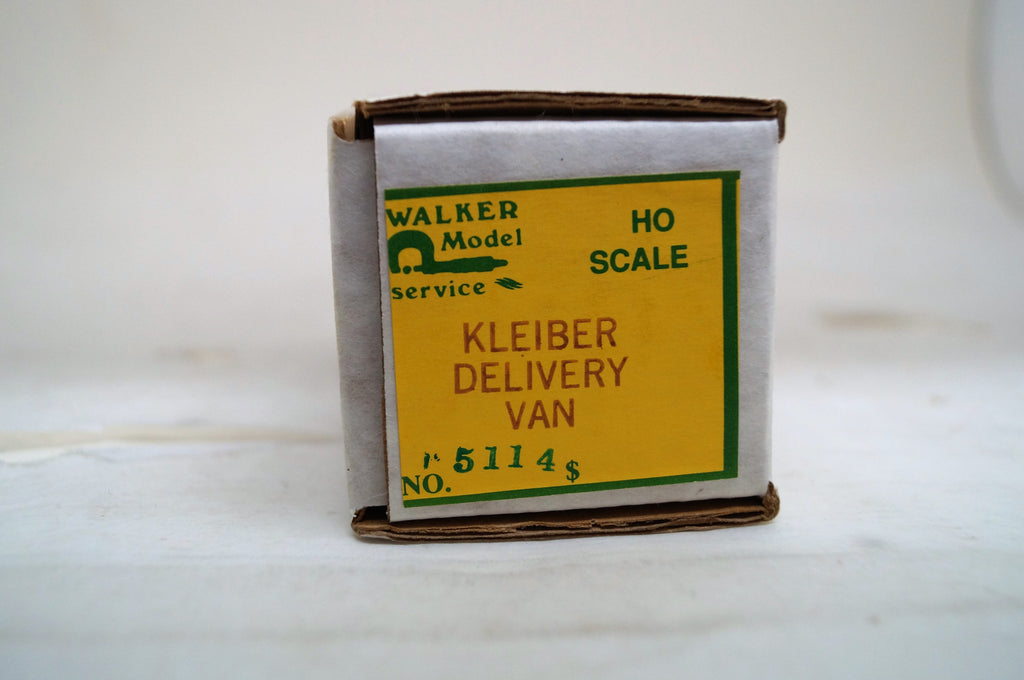 WALKER
Model
service
HO
SCALE
KLEIBER
DELIVERY
VAN
5114
NO. $